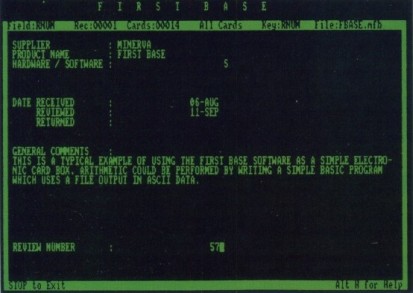 FIRST BASE
Field:RNUM Rec:00001 Cards:00014 All Cards Key:RNUM File:FBASE.mfb
SUPPLIER : MINERVA
PRODUCT NAME : FIRST BASE
HARDWARE / SOFTWARE : S
DATE RECEIVED : 06-AUG
REVIEWED : 11-SEP
RETURNED :
GENERAL COMMENTS :
THIS IS A TYPICAL EXAMPLE OF USING THE FIRST BASE SOFTWARE AS A SIMPLE ELECTRO-
NIC CARD BOX. ARITHMETIC COULD BE PERFORMED BY WRITING A SIMPLE BASIC PROGRAM
WHICH USES A FILE OUTPUT IN ASCII DATA.
REVIEW NUMBER : 57
STOP to Exit Alt H for Help